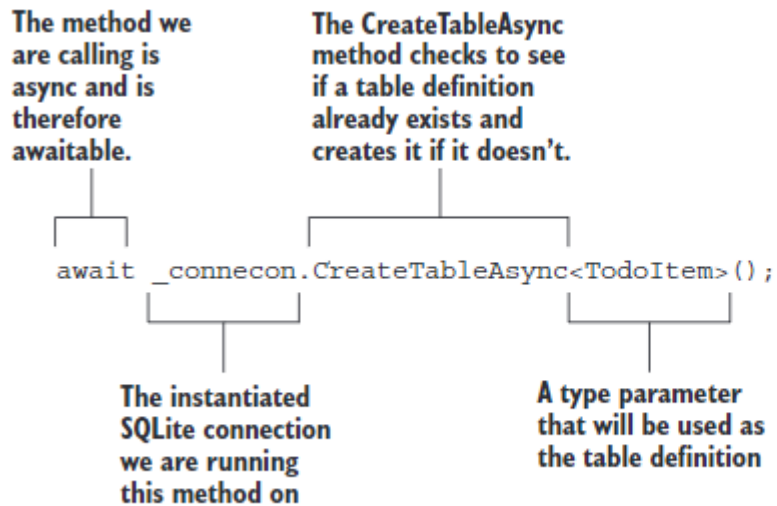 The method we
are calling is
async and is
therefore
awaitable.
The CreateTableAsync
method checks to see
if a table definition
already exists and
creates it if it doesn't.
await _connecon.CreateTableAsync<TodoItem>();
The instantiated
SQLite connection
we are running
this method on
A type parameter
that will be used as
the table definition